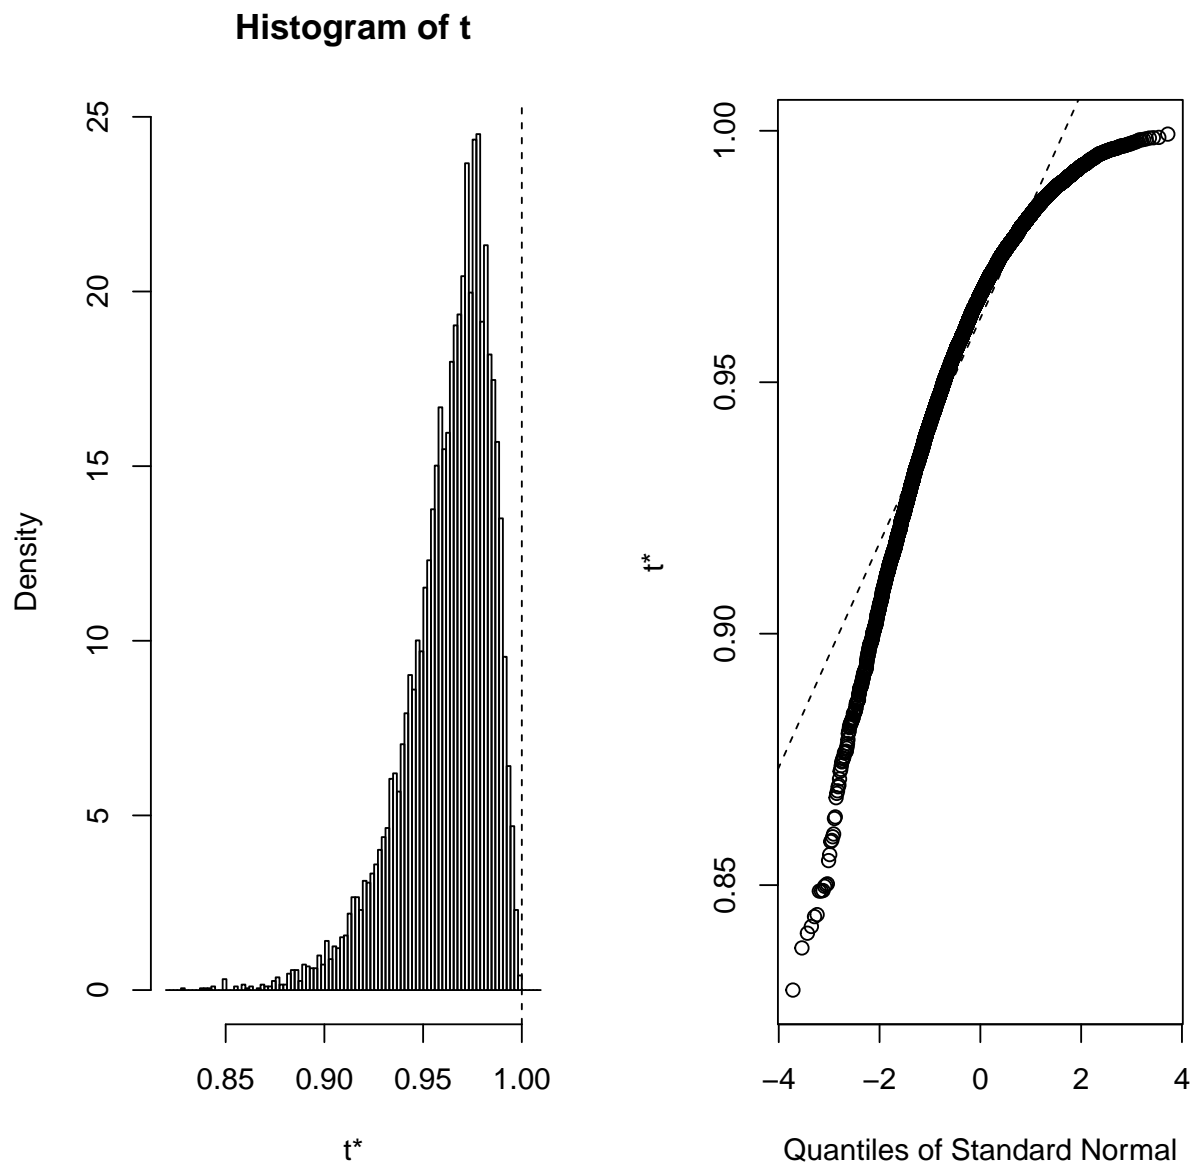 Histogram of t
Density
0
5
10
15
20
25
0.85 0.90 0.95 1.00
t*
t*
0.85
0.90
0.95
1.00
−4 −2 0 2 4
Quantiles of Standard Normal